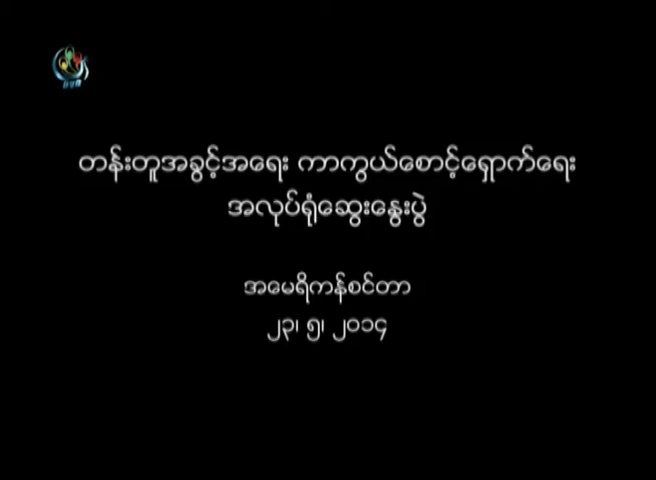 တန်းတူအခွင့်အရေး ကာကွယ်စောင့်ရှောက်ရေး
အလုပ်ရုံဆွေးနွေးပွဲ
အမေရိကန်စင်တာ
၂၃၊ ၅၊ ၂၀၁၄